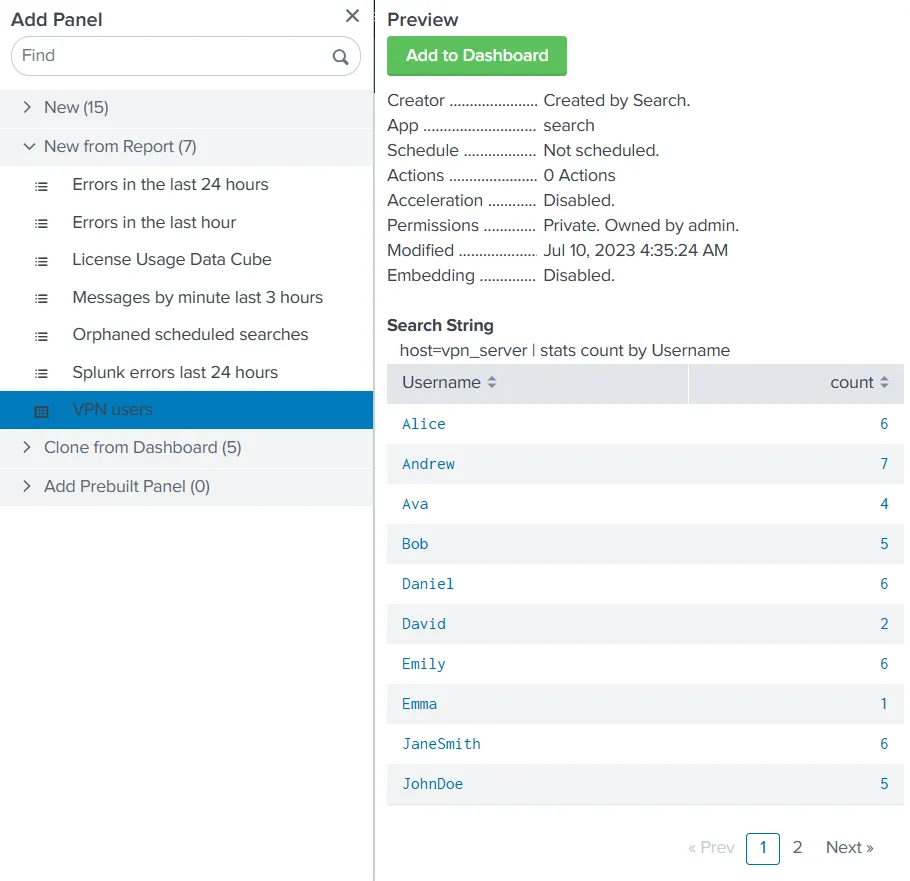 Add Panel
Find
New (15)
New from Report (7)
Errors in the last 24 hours
Errors in the last hour
License Usage Data Cube
Messages by minute last 3 hours
Orphaned scheduled searches
Splunk errors last 24 hours
VPN users
Clone from Dashboard (5)
Add Prebuilt Panel (0)
Preview
Add to Dashboard
Creator ...................... Created by Search.
App ............................ search
Schedule .................. Not scheduled.
Actions ...................... 0 Actions
Acceleration ............ Disabled.
Permissions ............. Private. Owned by admin.
Modified .................... Jul 10, 2023 4:35:24 AM
Embedding .............. Disabled.
Search String
host=vpn_server | stats count by Username
Username count
Alice 6
Andrew 7
Ava 4
Bob 5
Daniel 6
David 2
Emily 6
Emma 1
JaneSmith 6
JohnDoe 5
« Prev 1 2 Next »